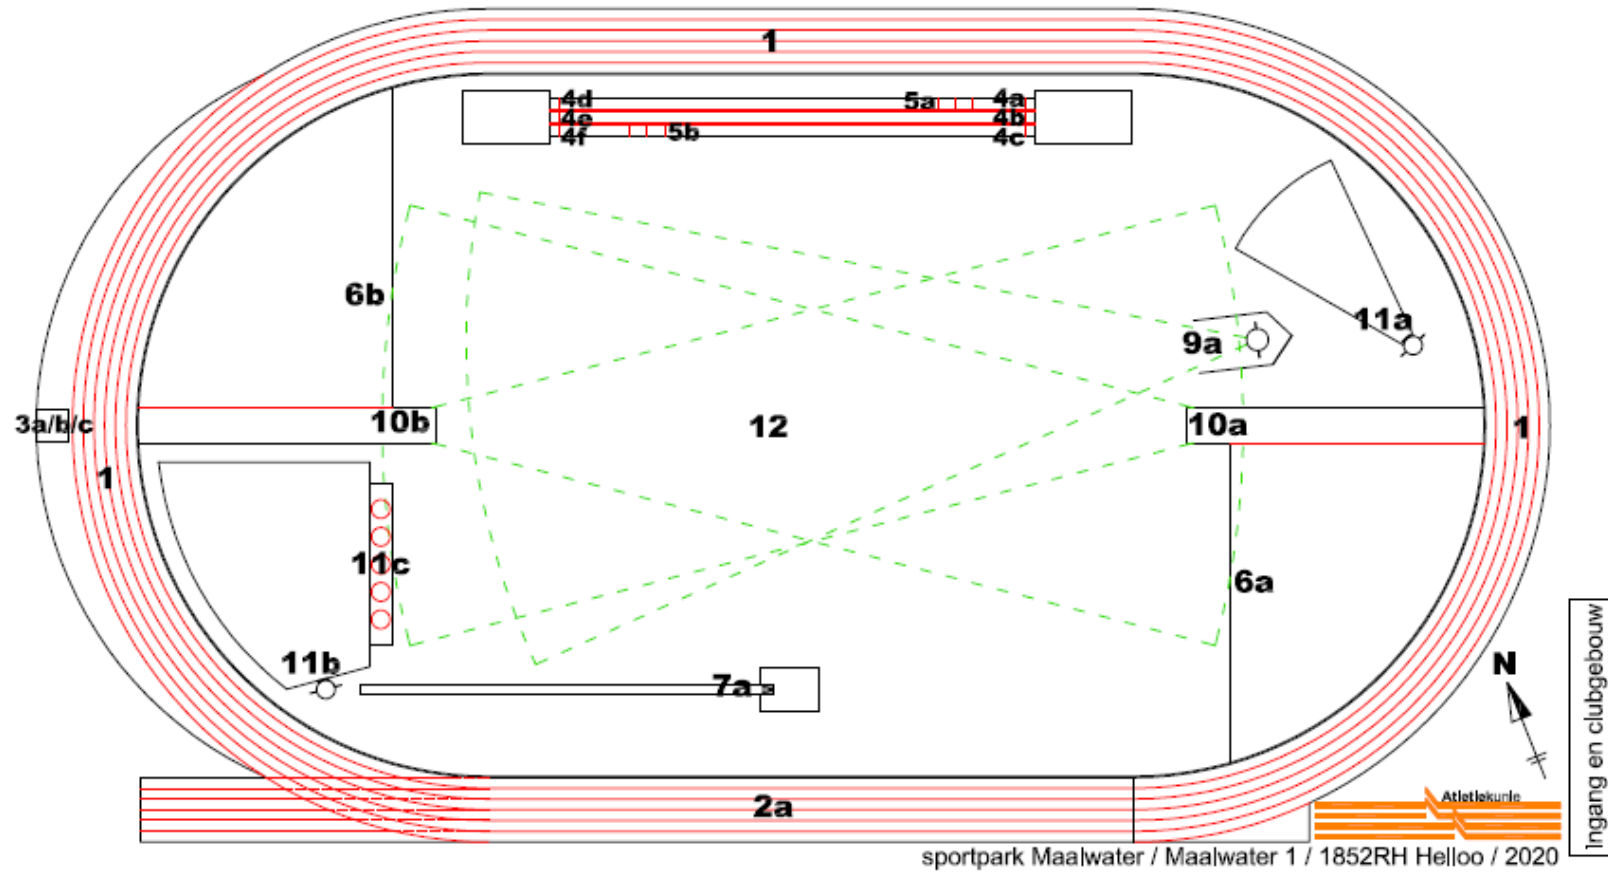 1
4d
5a
4a
4e
4b
4f
5b
4c
6b
11a
9a
3a/b/c
10b
12
10a
1
1
11c
6a
11b
7a
N
2a
Ingang en clubgebouw
Atletiekunie
sportpark Maalwater / Maalwater 1 / 1852RH Heiloo / 2020